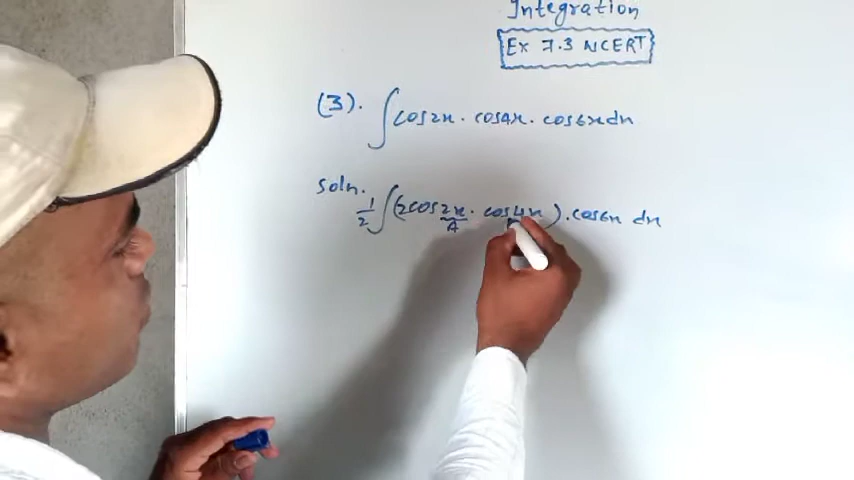 Integration
Ex 7.3 NCERT
(3). ∫cos2x. cos4x. cos6x dx
Soln.
1/2 ∫(2cos2x. cos4x).cos6x dx
A